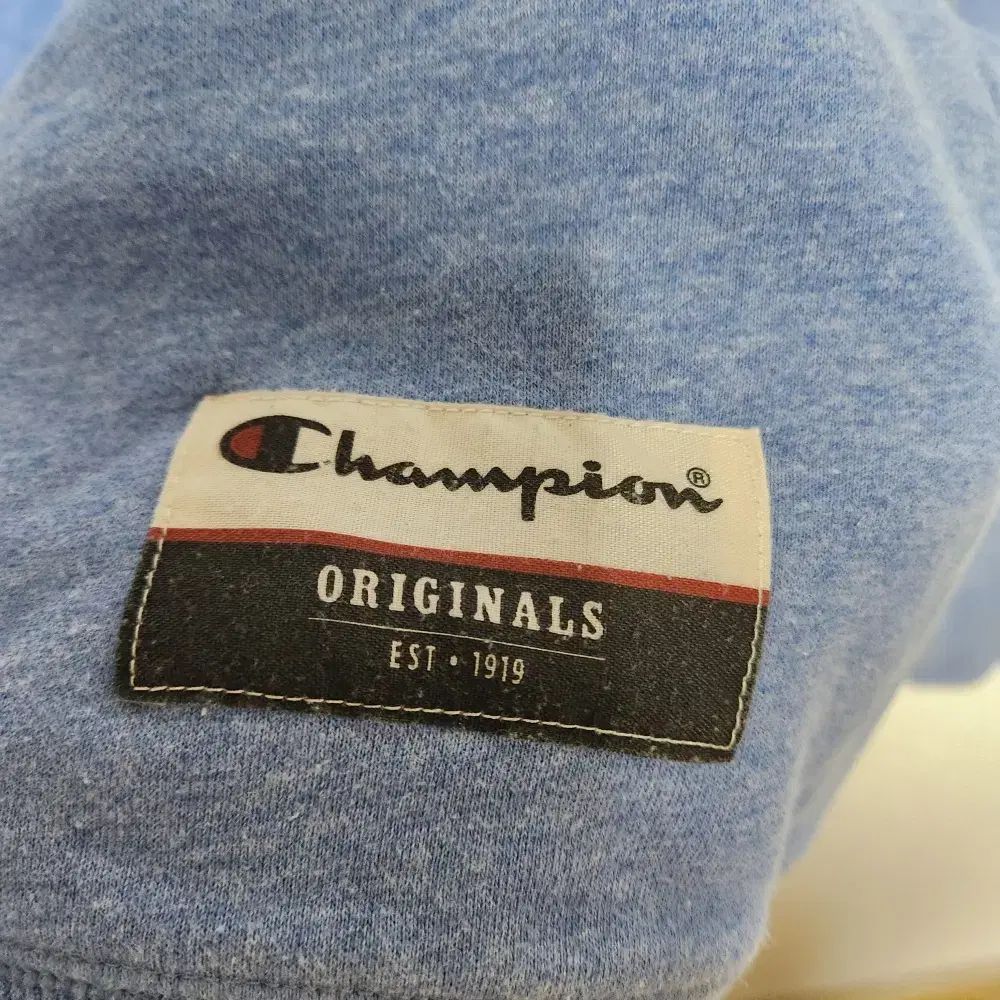 Champion®
ORIGINALS
EST • 1919